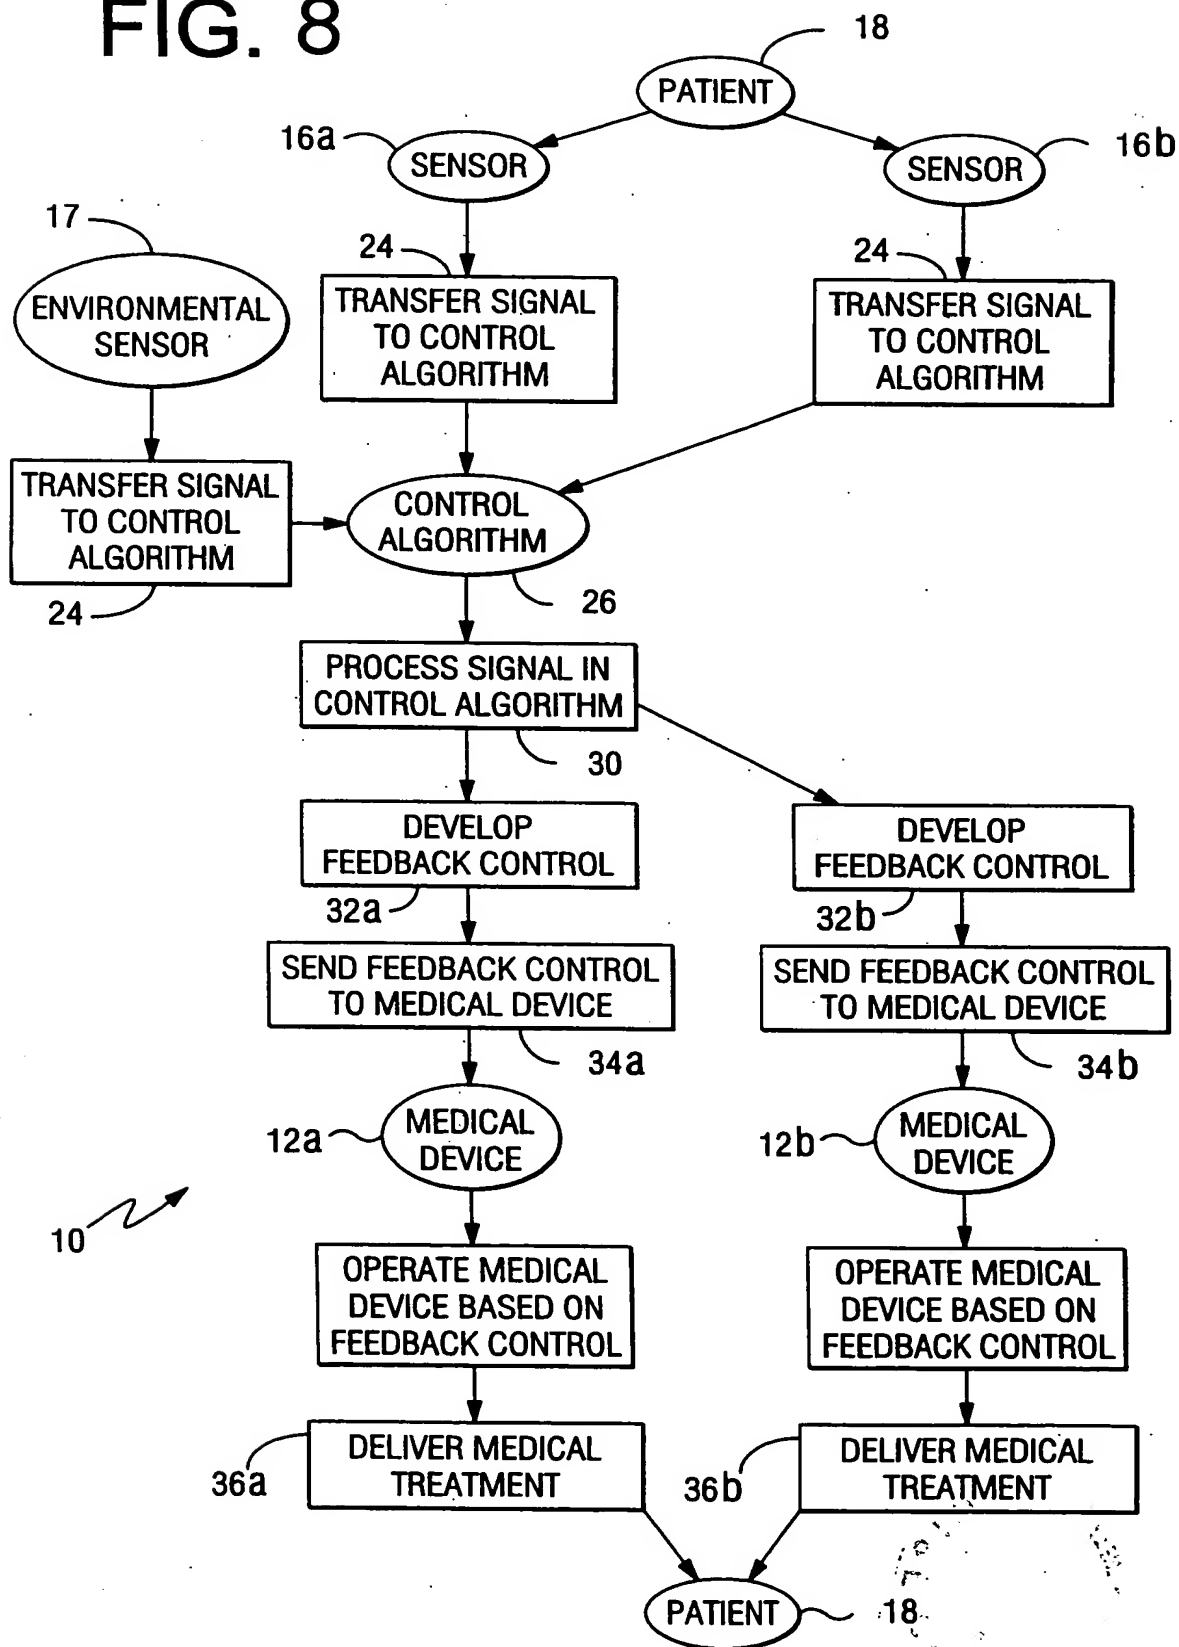 FIG. 8
18
PATIENT
16a
SENSOR
16b
SENSOR
17
ENVIRONMENTAL
SENSOR
24
TRANSFER SIGNAL
TO CONTROL
ALGORITHM
24
TRANSFER SIGNAL
TO CONTROL
ALGORITHM
TRANSFER SIGNAL
TO CONTROL
ALGORITHM
24
CONTROL
ALGORITHM
26
PROCESS SIGNAL IN
CONTROL ALGORITHM
30
DEVELOP
FEEDBACK CONTROL
32a
DEVELOP
FEEDBACK CONTROL
32b
SEND FEEDBACK CONTROL
TO MEDICAL DEVICE
34a
SEND FEEDBACK CONTROL
TO MEDICAL DEVICE
34b
12a
MEDICAL
DEVICE
12b
MEDICAL
DEVICE
10
OPERATE MEDICAL
DEVICE BASED ON
FEEDBACK CONTROL
OPERATE MEDICAL
DEVICE BASED ON
FEEDBACK CONTROL
36a
DELIVER MEDICAL
TREATMENT
36b
DELIVER MEDICAL
TREATMENT
PATIENT
18